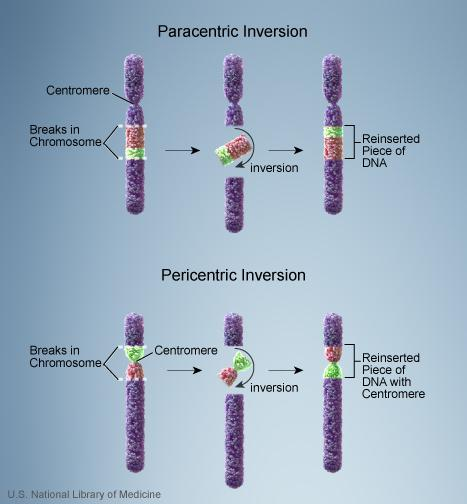 Paracentric Inversion
Centromere
Breaks in
Chromosome
inversion
Reinserted
Piece of
DNA
Pericentric Inversion
Breaks in
Chromosome
Centromere
inversion
Reinserted
Piece of
DNA with
Centromere
U.S. National Library of Medicine